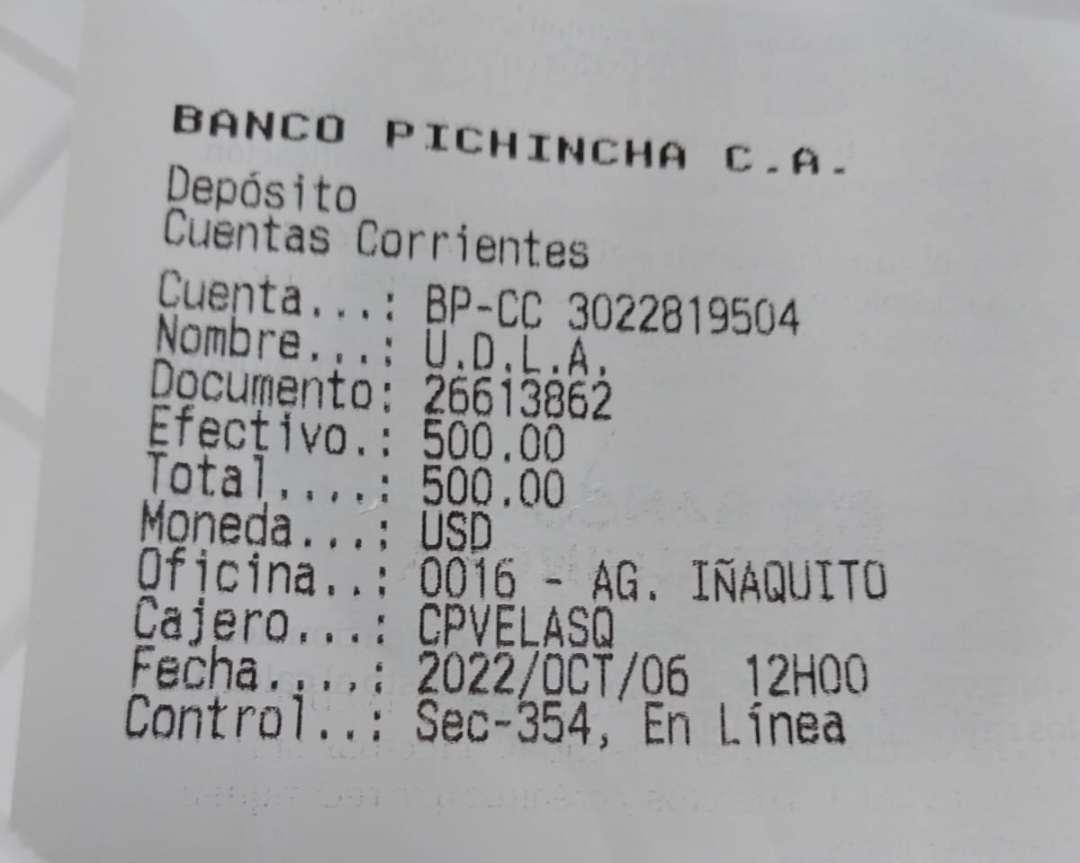 BANCO PICHINCHA C.A.
Depósito
Cuentas Corrientes
Cuenta...: BP-CC 3022819504
Nombre...: U.D.L.A.
Documento: 26613862
Efectivo.: 500.00
Total....: 500.00
Moneda...: USD
Oficina..: 0016 - AG. IÑAQUITO
Cajero...: CPVELASQ
Fecha....: 2022/OCT/06  12H00
Control..: Sec-354, En Línea